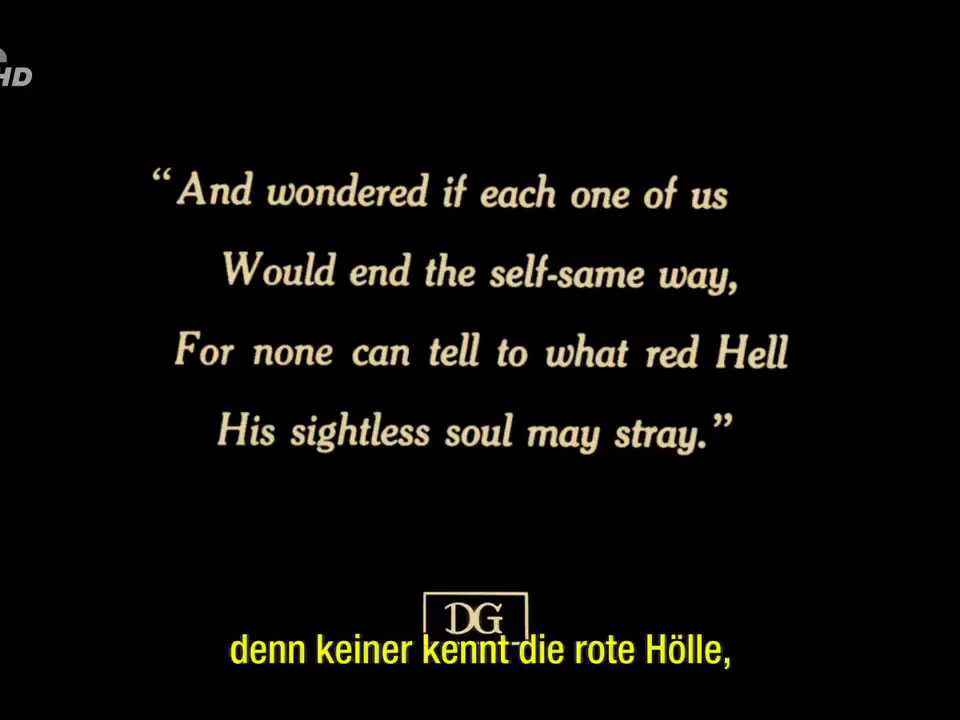 HD
“And wondered if each one of us
Would end the self-same way,
For none can tell to what red Hell
His sightless soul may stray.”
DG
denn keiner kennt die rote Hölle,